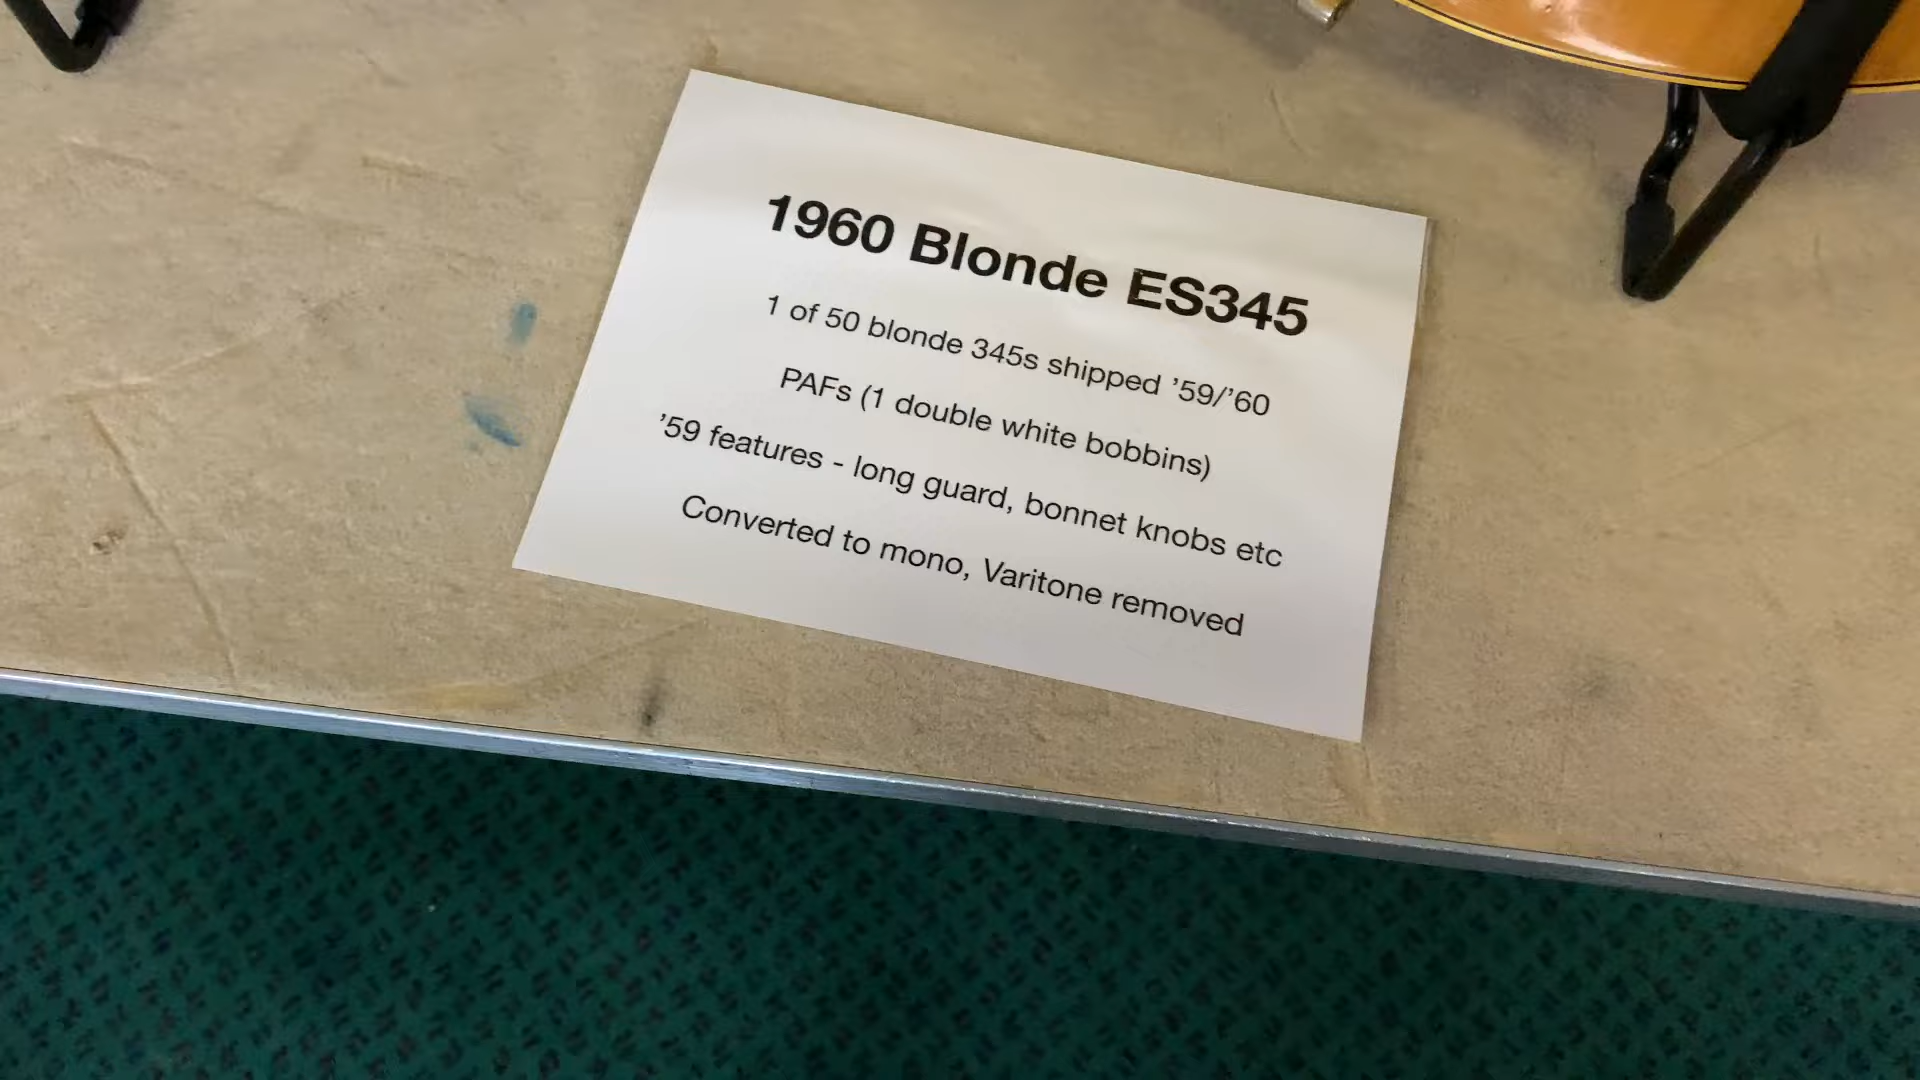 1960 Blonde ES345
1 of 50 blonde 345s shipped ’59/’60
PAFs (1 double white bobbins)
’59 features - long guard, bonnet knobs etc
Converted to mono, Varitone removed